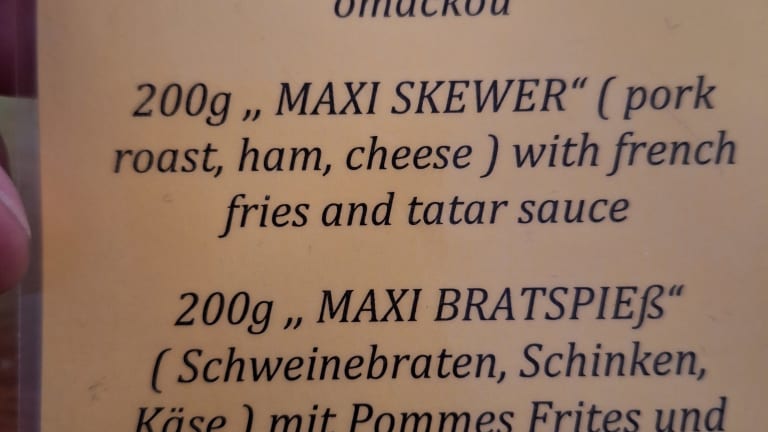 omáčkou
200g „ MAXI SKEWER“ ( pork
roast, ham, cheese ) with french
fries and tatar sauce
200g „ MAXI BRATSPIEß“
( Schweinebraten, Schinken,
Käse ) mit Pommes Frites und